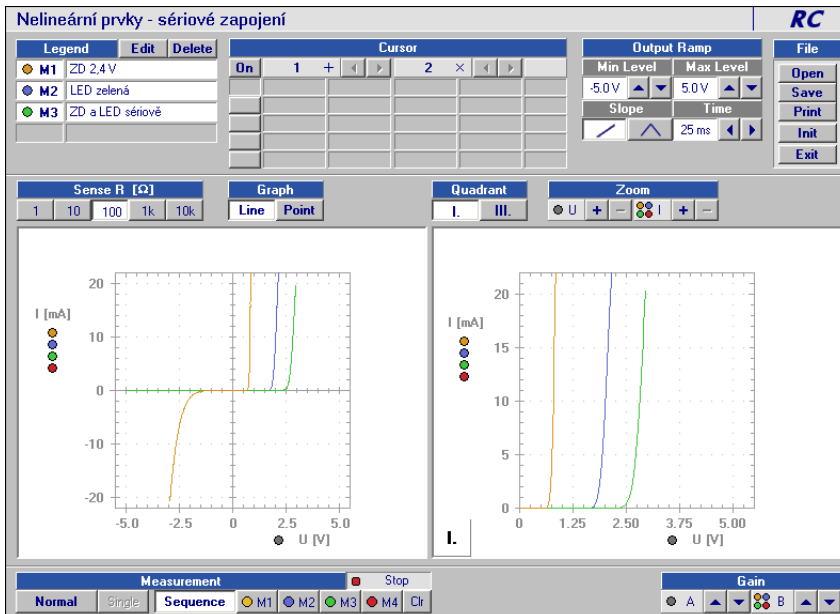 Nelineární prvky - sériové zapojení RC
Legend Edit Delete
M1 ZD 2,4 V
M2 LED zelená
M3 ZD a LED sériově
Cursor
On 1 + 2 ×
Output Ramp
Min Level Max Level
-5.0 V 5.0 V
Slope Time
25 ms
File
Open
Save
Print
Init
Exit
Sense R [Ω]
1 10 100 1k 10k
Graph
Line Point
Quadrant
I. III.
Zoom
U + − I + −
20
I [mA]
10
0
-10
-20
-5.0 -2.5 0 2.5 5.0
U [V]
20
I [mA]
15
10
5
0
0 1.25 2.50 3.75 5.00
U [V]
I.
Measurement Stop
Normal Single Sequence M1 M2 M3 M4 Clr
Gain
A B